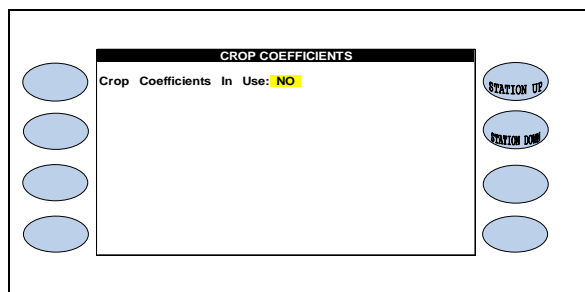 CROP COEFFICIENTS
Crop Coefficients In Use: NO
STATION UP
STATION DOWN